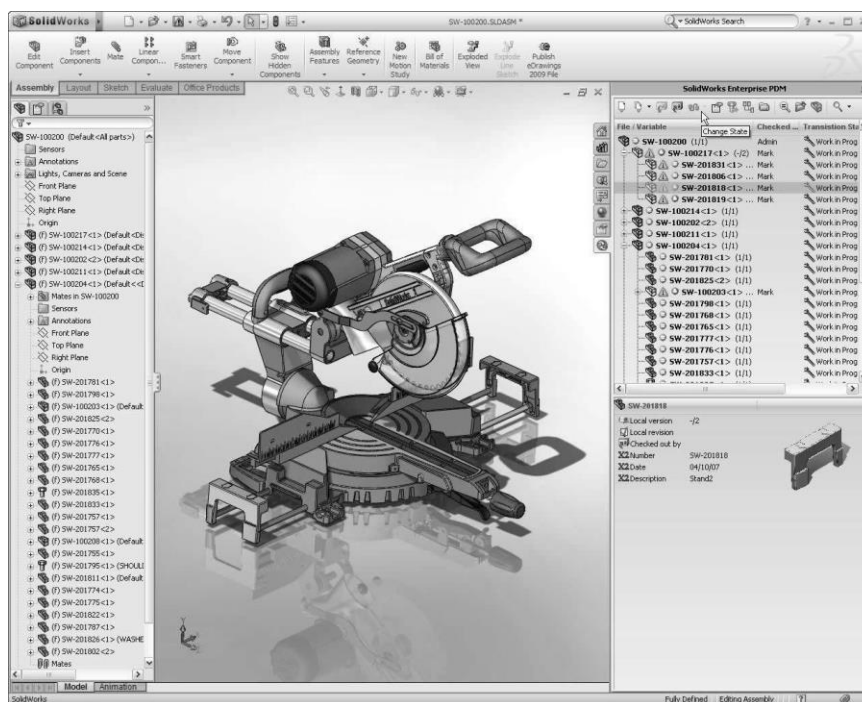 SolidWorks
SW-100200.SLDASM *
SolidWorks Search
Edit Component
Insert Components
Mate
Linear Compon...
Smart Fasteners
Move Component
Show Hidden Components
Assembly Features
Reference Geometry
New Motion Study
Bill of Materials
Exploded View
Explode Line Sketch
Publish eDrawings 2009 File
Assembly Layout Sketch Evaluate Office Products
SW-100200 (Default<All parts>)
Sensors
Annotations
Lights, Cameras and Scene
Front Plane
Top Plane
Right Plane
Origin
(f) SW-100217<1> (Default<De
(f) SW-100214<1> (Default<De
(f) SW-100202<2> (Default<De
(f) SW-100211<1> (Default<De
(f) SW-100204<1> (Default<<D
Mates in SW-100200
Sensors
Annotations
Front Plane
Top Plane
Right Plane
Origin
(f) SW-201781<1>
(f) SW-201798<1>
(f) SW-100203<1> (Default
(f) SW-201825<2>
(f) SW-201770<1>
(f) SW-201776<1>
(f) SW-201777<1>
(f) SW-201765<1>
(f) SW-201768<1>
(f) SW-201835<1>
(f) SW-201833<1>
(f) SW-201757<1>
(f) SW-201757<2>
(f) SW-100208<1> (Default
(f) SW-201755<1>
(f) SW-201795<1> (SHOUL
(f) SW-201811<1> (Default
(f) SW-201774<1>
(f) SW-201775<1>
(f) SW-201822<1>
(f) SW-201787<1>
(f) SW-201826<1> (WASHE
(f) SW-201802<2>
Mates
Model Animation
SolidWorks
SolidWorks
SolidWorks Enterprise PDM
File / Variable Checked ... Transistion Sta
Change State
SW-100200 (1/1) Admin Work in Prog
SW-100217<1> (-/2) Mark Work in Prog
SW-201831<1> ... Mark Work in Prog
SW-201806<1> ... Mark Work in Prog
SW-201818<1> ... Mark Work in Prog
SW-201819<1> ... Mark Work in Prog
SW-100214<1> (1/1) Work in Prog
SW-100202<2> (1/1) Work in Prog
SW-100211<1> (1/1) Work in Prog
SW-100204<1> (1/1) Work in Prog
SW-201781<1> (1/1) Work in Prog
SW-201770<1> (1/1) Work in Prog
SW-201825<2> (1/1) Work in Prog
SW-100203<1> ... Mark Work in Prog
SW-201798<1> (1/1) Work in Prog
SW-201768<1> (1/1) Work in Prog
SW-201765<1> (1/1) Work in Prog
SW-201777<1> (1/1) Work in Prog
SW-201776<1> (1/1) Work in Prog
SW-201757<1> (1/1) Work in Prog
SW-201833<1> (1/1) Work in Prog
SW-201818
Local version -/2
Local revision
Checked out by
Number SW-201818
Date 04/10/07
Description Stand2
Fully Defined Editing Assembly